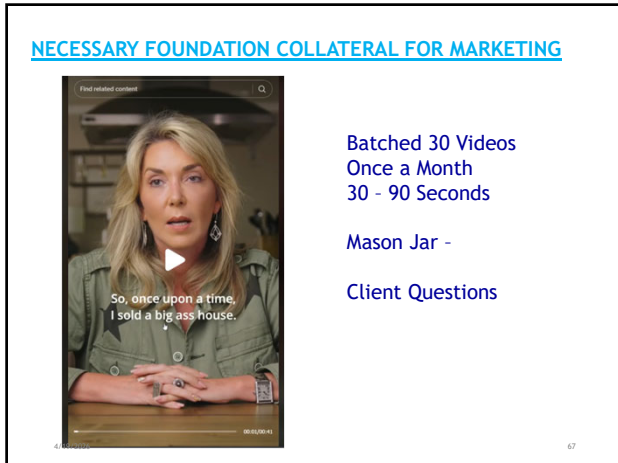 NECESSARY FOUNDATION COLLATERAL FOR MARKETING
Find related content
So, once upon a time,
I sold a big ass house.
00:01/00:41
Batched 30 Videos
Once a Month
30 – 90 Seconds
Mason Jar –
Client Questions
67